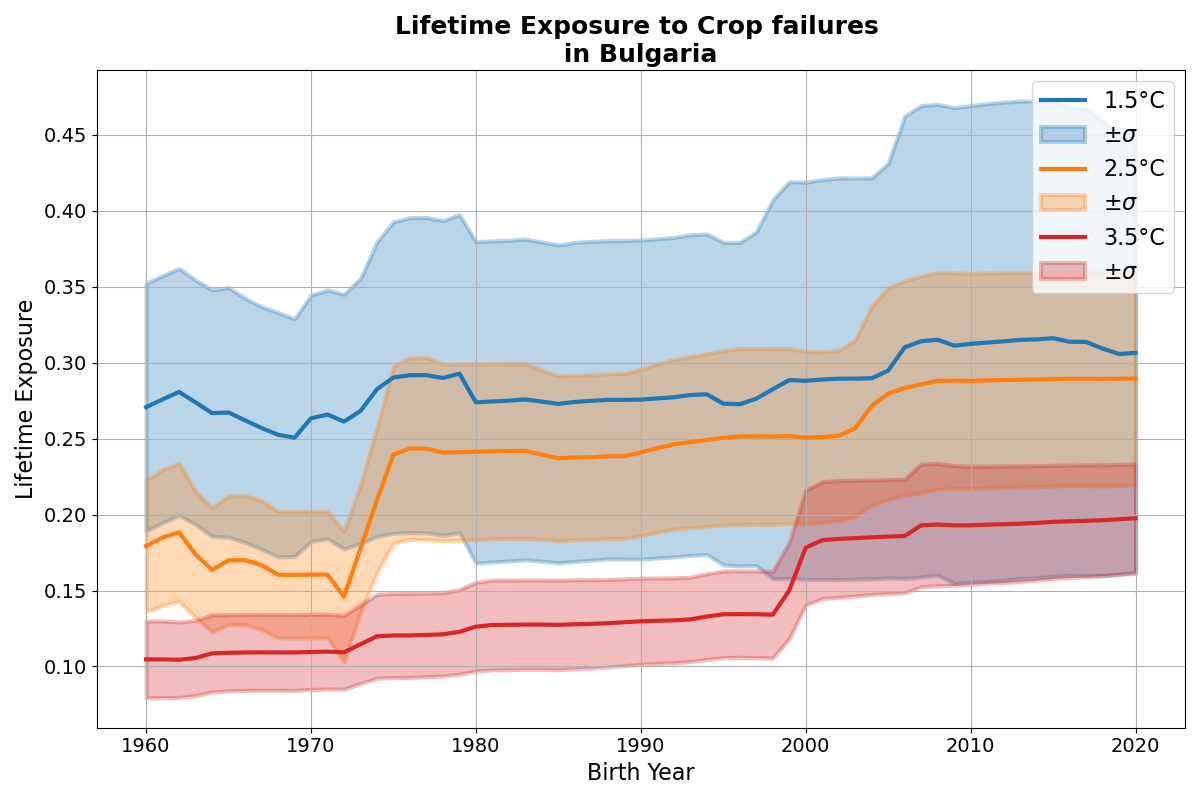 Lifetime Exposure to Crop failures
in Bulgaria
Lifetime Exposure
0.45
0.40
0.35
0.30
0.25
0.20
0.15
0.10
1.5°C
±σ
2.5°C
±σ
3.5°C
±σ
1960 1970 1980 1990 2000 2010 2020
Birth Year